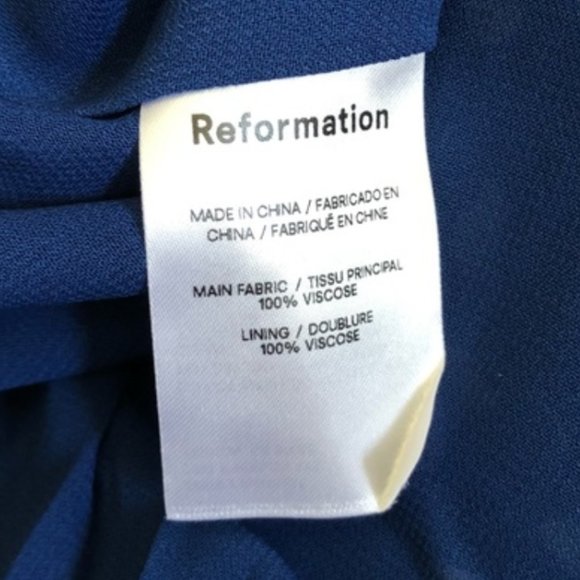 Reformation
MADE IN CHINA / FABRICADO EN
CHINA / FABRIQUÉ EN CHINE
MAIN FABRIC / TISSU PRINCIPAL
100% VISCOSE
LINING / DOUBLURE
100% VISCOSE